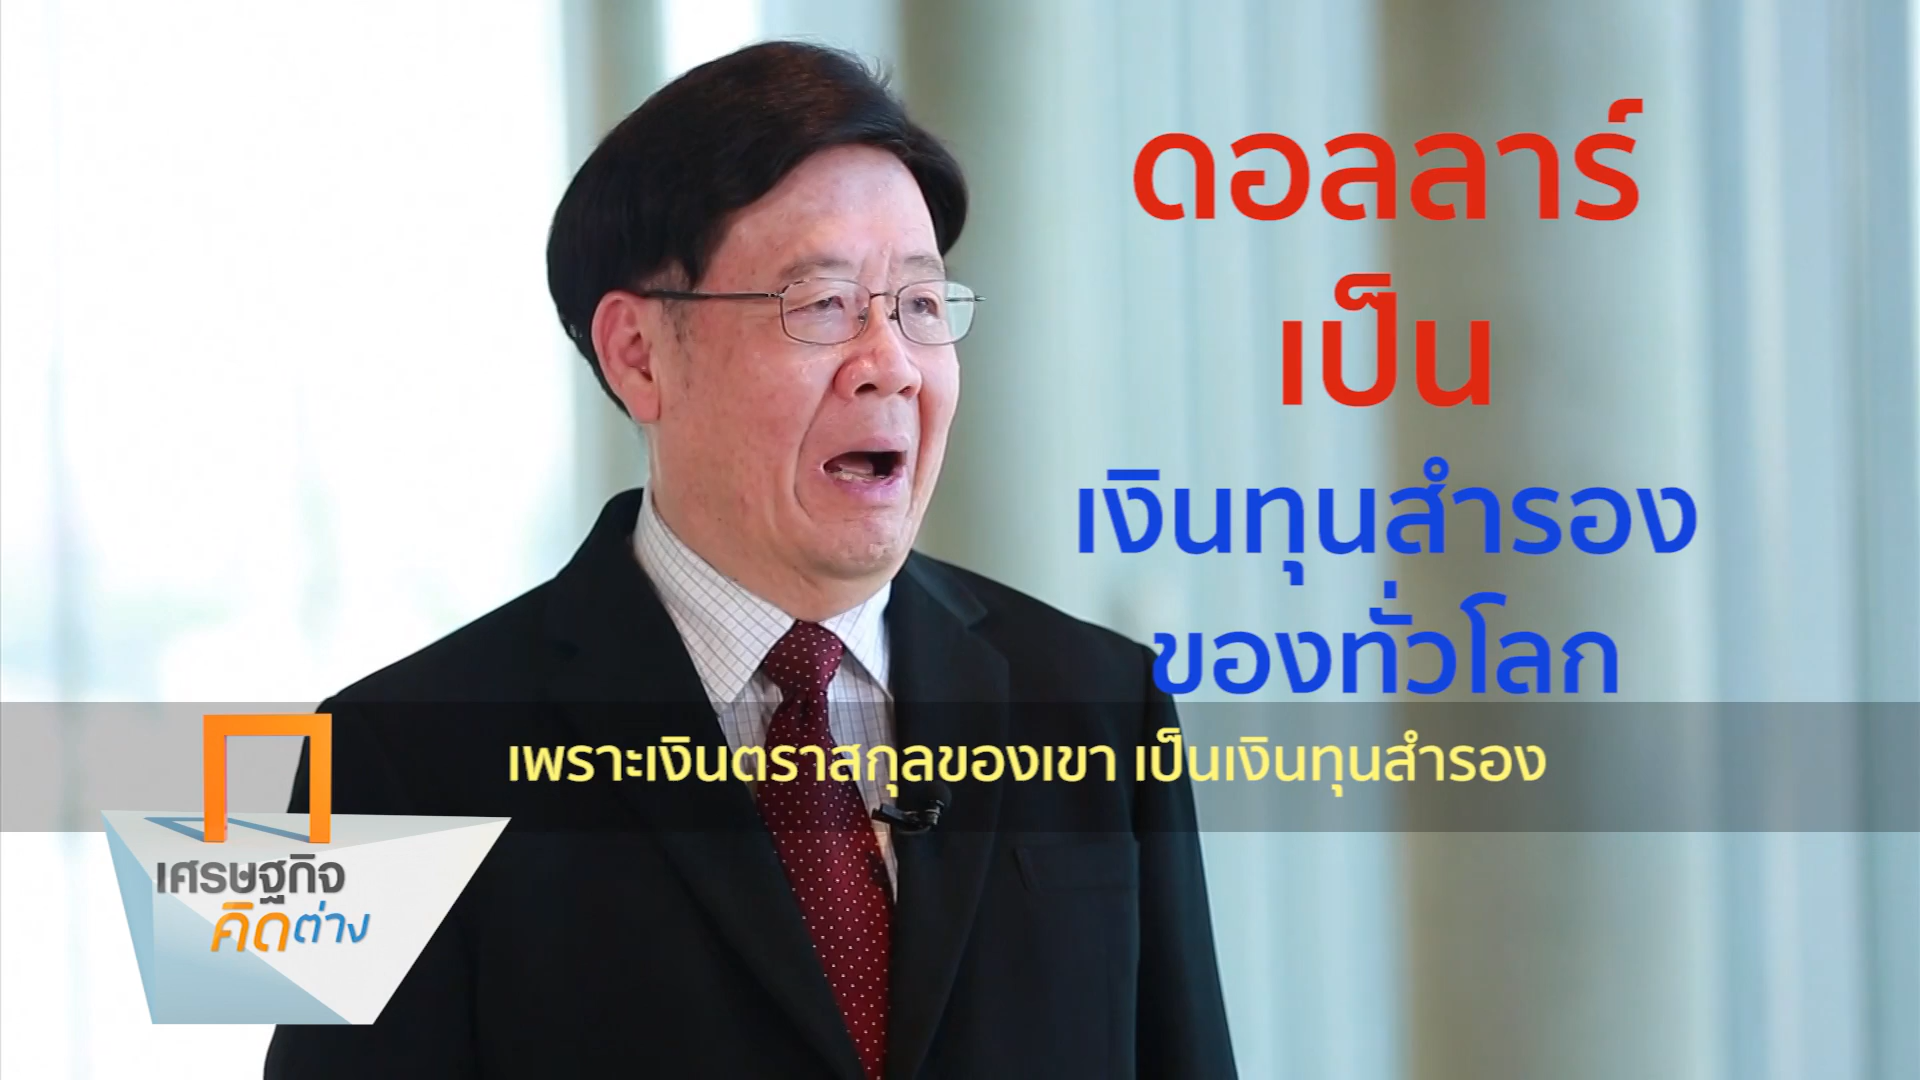 ดอลลาร์
เป็น
เงินทุนสำรอง
ของทั่วโลก
เพราะเงินตราสกุลของเขา เป็นเงินทุนสำรอง
เศรษฐกิจ
คิดต่าง